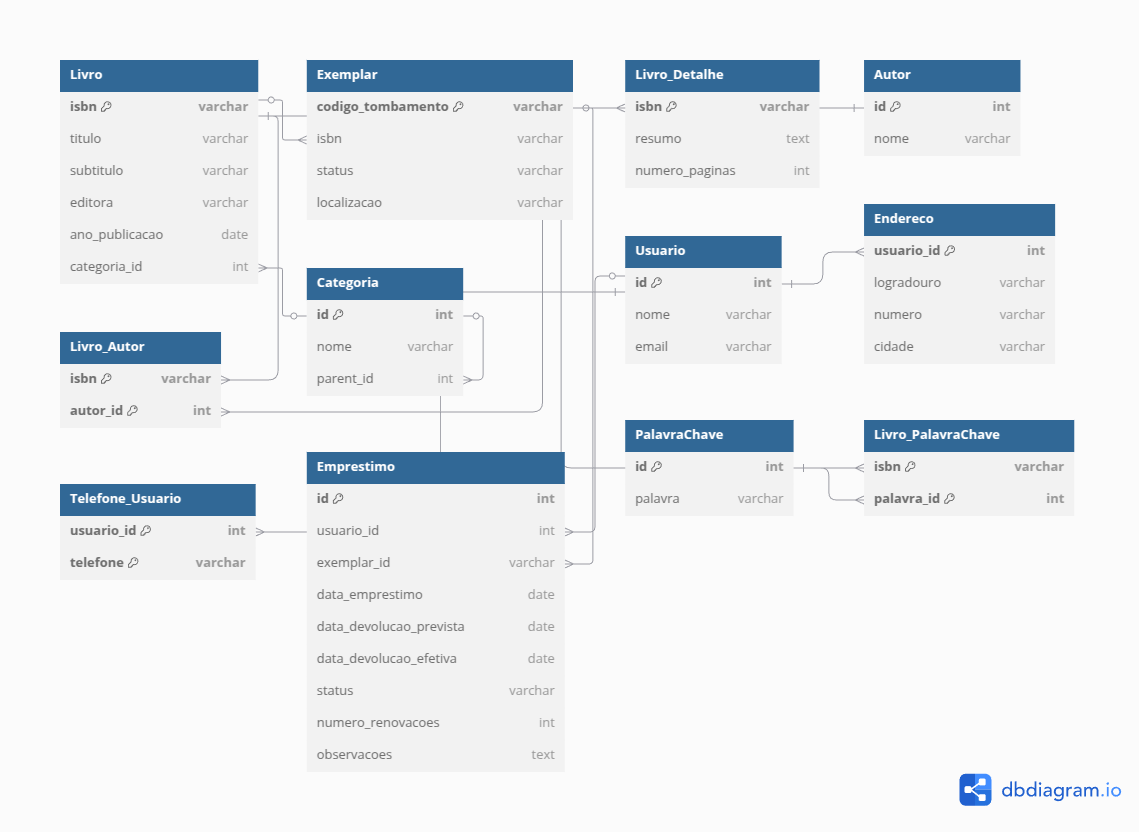 Livro
isbn varchar
titulo varchar
subtitulo varchar
editora varchar
ano_publicacao date
categoria_id int
Exemplar
codigo_tombamento varchar
isbn varchar
status varchar
localizacao varchar
Livro_Detalhe
isbn varchar
resumo text
numero_paginas int
Autor
id int
nome varchar
Endereco
usuario_id int
logradouro varchar
numero varchar
cidade varchar
Usuario
id int
nome varchar
email varchar
Categoria
id int
nome varchar
parent_id int
Livro_Autor
isbn varchar
autor_id int
PalavraChave
id int
palavra varchar
Livro_PalavraChave
isbn varchar
palavra_id int
Emprestimo
id int
usuario_id int
exemplar_id varchar
data_emprestimo date
data_devolucao_prevista date
data_devolucao_efetiva date
status varchar
numero_renovacoes int
observacoes text
Telefone_Usuario
usuario_id int
telefone varchar
dbdiagram.io